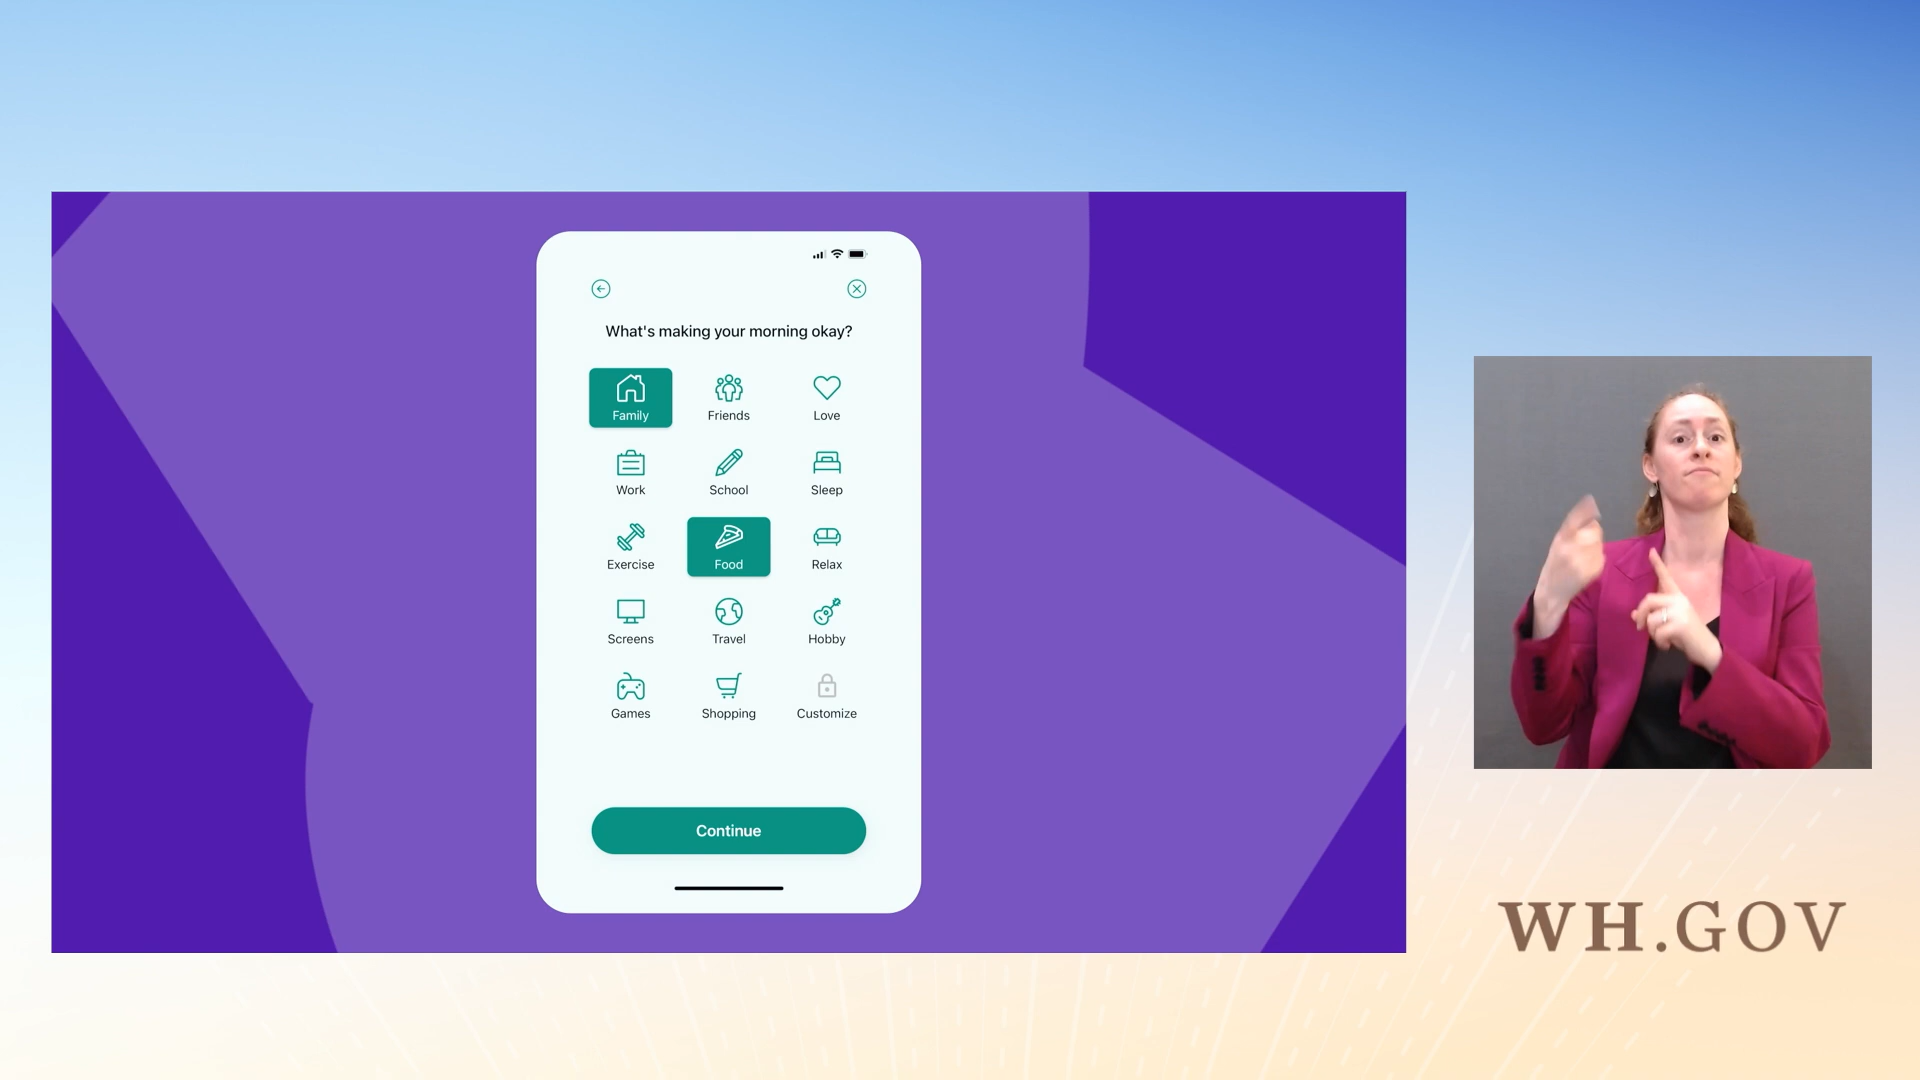 What's making your morning okay?
Family
Friends
Love
Work
School
Sleep
Exercise
Food
Relax
Screens
Travel
Hobby
Games
Shopping
Customize
Continue
WH.GOV